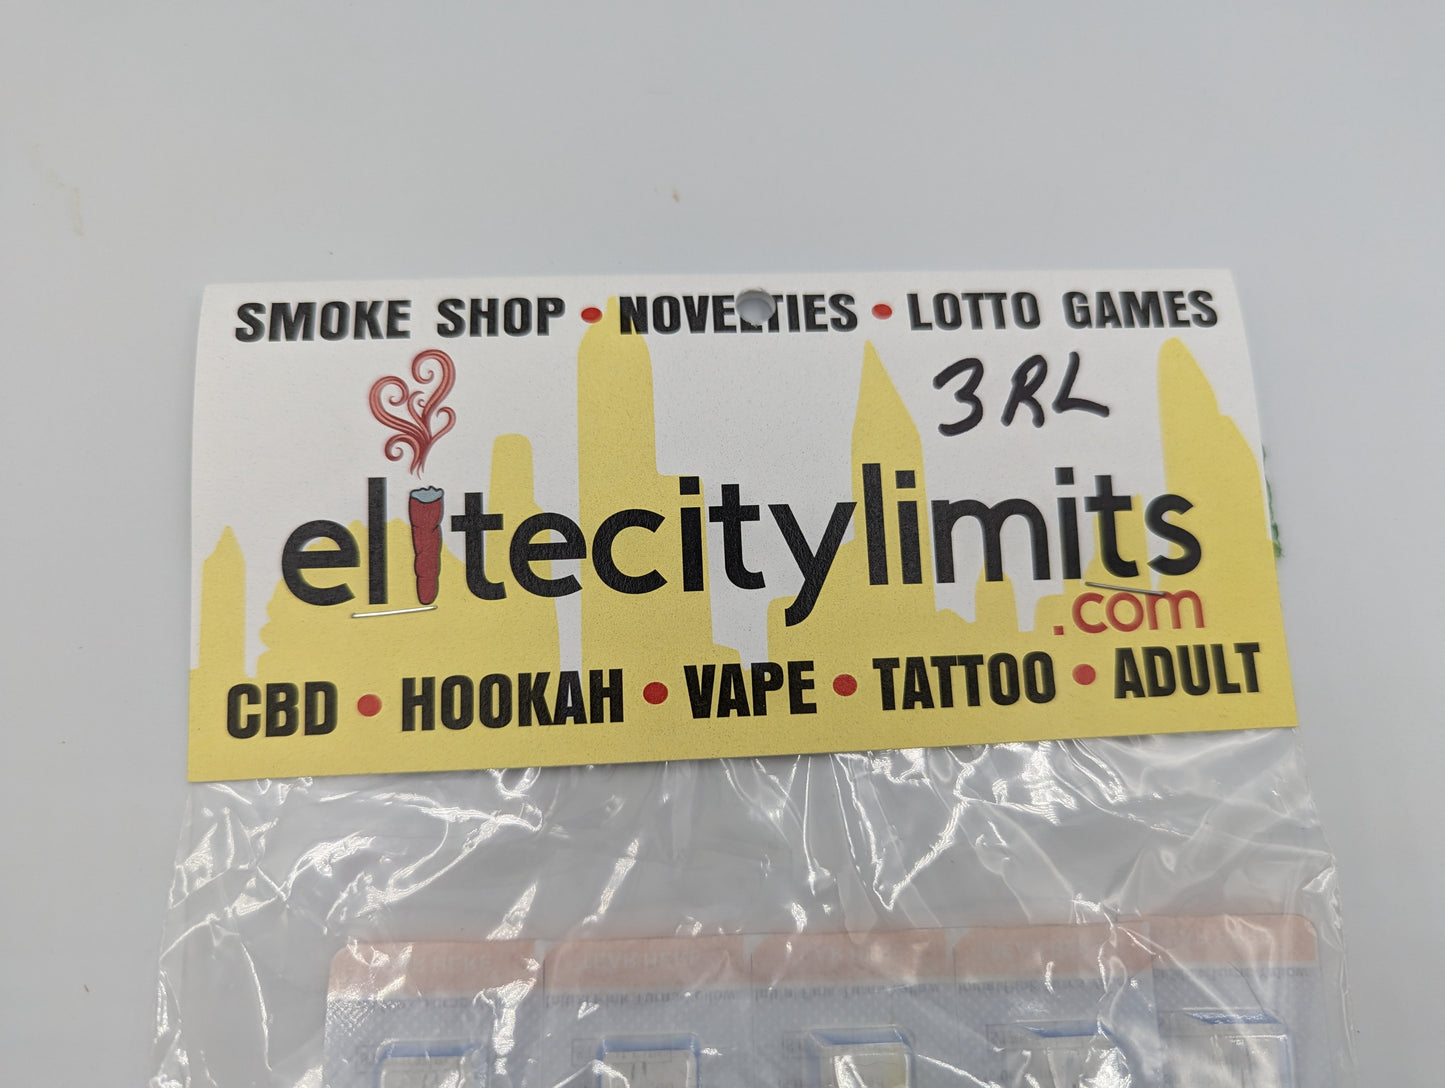 SMOKE SHOP • NOVELTIES • LOTTO GAMES
3RL
elitecitylimits
.com
CBD • HOOKAH • VAPE • TATTOO • ADULT